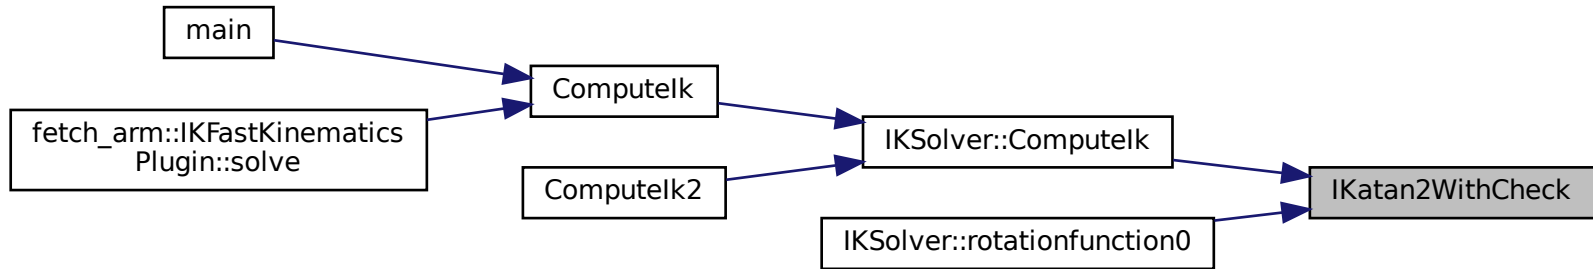 main
fetch_arm::IKFastKinematics
Plugin::solve
ComputeIk
ComputeIk2
IKSolver::ComputeIk
IKSolver::rotationfunction0
IKatan2WithCheck